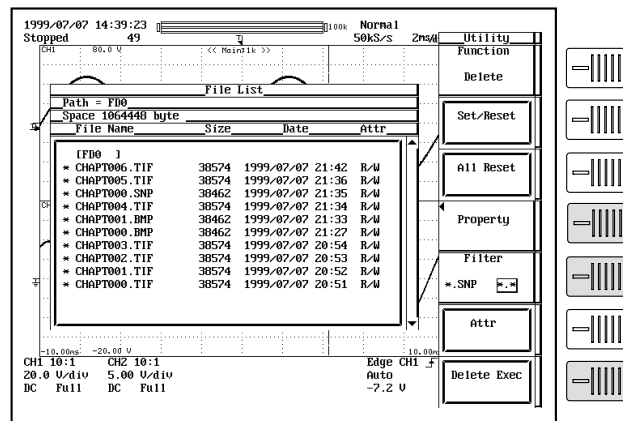 1999/07/07 14:39:23 100k Normal
Stopped 49 50kS/s 2ms/d
CH1 80.0 V << Main:1k >>
File List
Path = FD0
Space 1064448 byte
File Name Size Date Attr
[FD0 ]
* CHAPT006.TIF 38574 1999/07/07 21:42 R/W
* CHAPT005.TIF 38574 1999/07/07 21:36 R/W
* CHAPT000.SNP 38462 1999/07/07 21:35 R/W
* CHAPT004.TIF 38574 1999/07/07 21:34 R/W
* CHAPT001.BMP 38462 1999/07/07 21:33 R/W
* CHAPT000.BMP 38462 1999/07/07 21:27 R/W
* CHAPT003.TIF 38574 1999/07/07 20:54 R/W
* CHAPT002.TIF 38574 1999/07/07 20:53 R/W
* CHAPT001.TIF 38574 1999/07/07 20:52 R/W
* CHAPT000.TIF 38574 1999/07/07 20:51 R/W
CH
-10.00ms -20.00 V 10.00ms
CH1 10:1 CH2 10:1 Edge CH1
20.0 V/div 5.00 V/div Auto
DC Full DC Full -7.2 V
Utility
Function
Delete
Set/Reset
All Reset
Property
Filter
*.SNP *.*
Attr
Delete Exec